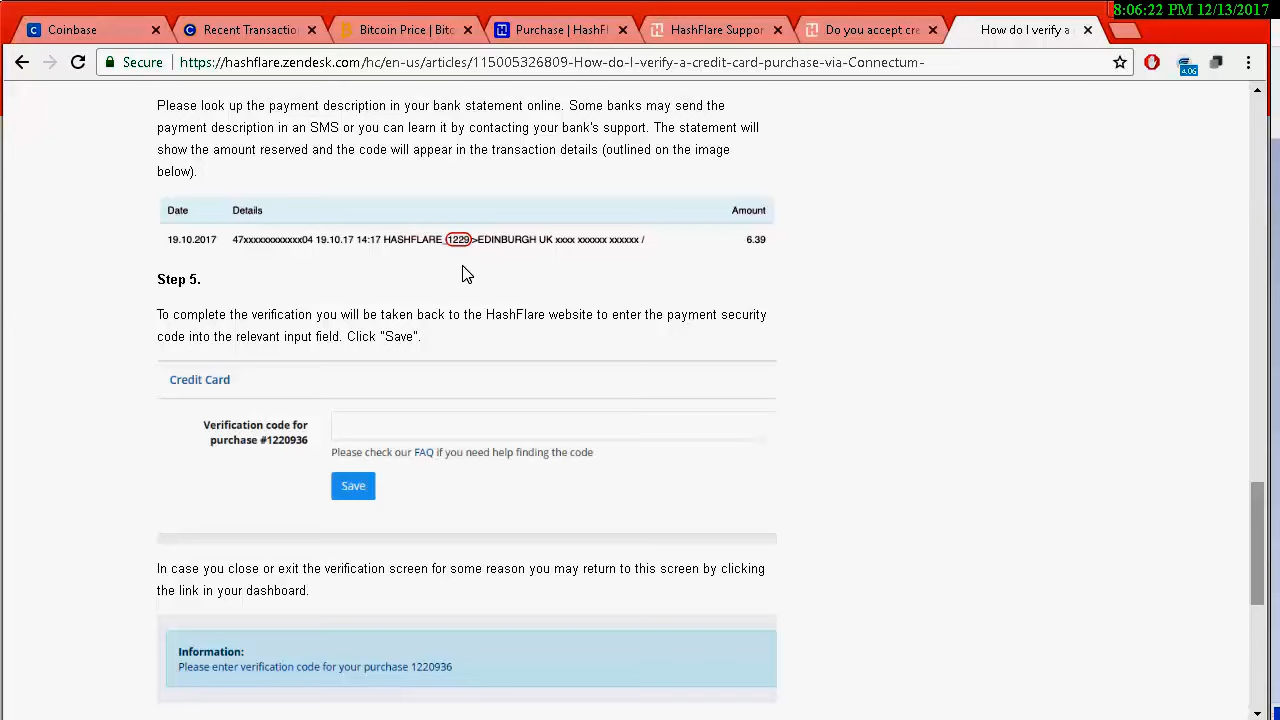 8:06:22 PM 12/13/2017
Coinbase
Recent Transactio
Bitcoin Price | Bitc
Purchase | HashFl
HashFlare Suppor
Do you accept cre
How do I verify a
Secure
https://hashflare.zendesk.com/hc/en-us/articles/115005326809-How-do-I-verify-a-credit-card-purchase-via-Connectum-
4.06
Please look up the payment description in your bank statement online. Some banks may send the
payment description in an SMS or you can learn it by contacting your bank's support. The statement will
show the amount reserved and the code will appear in the transaction details (outlined on the image
below).
Date Details Amount
19.10.2017 47xxxxxxxxxxxx04 19.10.17 14:17 HASHFLARE_1229>EDINBURGH UK xxxx xxxxxx xxxxxx / 6.39
Step 5.
To complete the verification you will be taken back to the HashFlare website to enter the payment security
code into the relevant input field. Click "Save".
Credit Card
Verification code for
purchase #1220936
Please check our FAQ if you need help finding the code
Save
In case you close or exit the verification screen for some reason you may return to this screen by clicking
the link in your dashboard.
Information:
Please enter verification code for your purchase 1220936